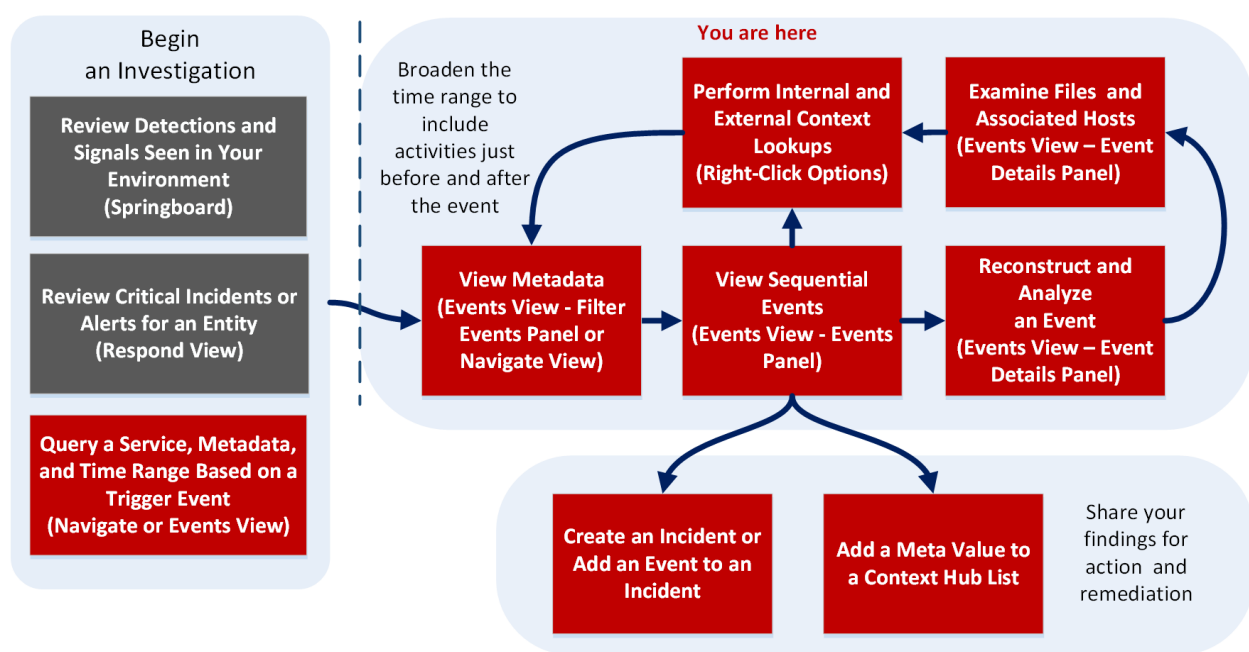 Begin
an Investigation
Review Detections and
Signals Seen in Your
Environment
(Springboard)
Review Critical Incidents or
Alerts for an Entity
(Respond View)
Query a Service, Metadata,
and Time Range Based on a
Trigger Event
(Navigate or Events View)
You are here
Broaden the
time range to
include
activities just
before and after
the event
Perform Internal and
External Context
Lookups
(Right-Click Options)
Examine Files and
Associated Hosts
(Events View – Event
Details Panel)
View Metadata
(Events View - Filter
Events Panel or
Navigate View)
View Sequential
Events
(Events View - Events
Panel)
Reconstruct and
Analyze
an Event
(Events View – Event
Details Panel)
Create an Incident or
Add an Event to an
Incident
Add a Meta Value to
a Context Hub List
Share your
findings for
action and
remediation